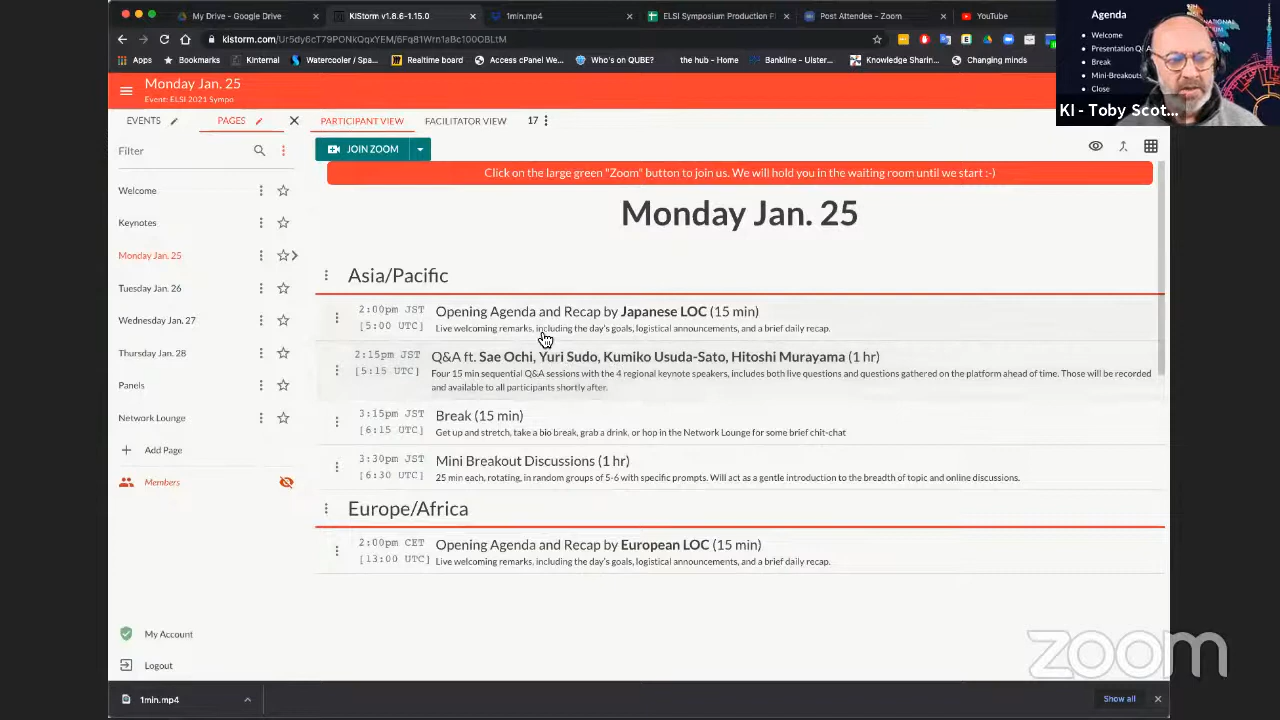 My Drive - Google Drive
KIStorm v1.8.6-1.15.0
1min.mp4
ELSI Symposium Production Fl
Post Attendee - Zoom
YouTube
Agenda
Welcome
Presentation Q&A
Break
Mini-Breakouts
Close
KI - Toby Scot...
Apps
Bookmarks
Kinternal
Watercooler / Spa...
Realtime board
Access cPanel We...
Who's on QUBE?
the hub - Home
Bankline - Ulster...
Knowledge Sharin...
Changing minds
Monday Jan. 25
Event: ELSI 2021 Sympo
EVENTS
PAGES
PARTICIPANT VIEW
FACILITATOR VIEW
17
Filter
JOIN ZOOM
Click on the large green "Zoom" button to join us. We will hold you in the waiting room until we start :-)
Welcome
Keynotes
Monday Jan. 25
Tuesday Jan. 26
Wednesday Jan. 27
Thursday Jan. 28
Panels
Network Lounge
Add Page
Members
My Account
Logout
Monday Jan. 25
Asia/Pacific
2:00pm JST
[5:00 UTC]
Opening Agenda and Recap by Japanese LOC (15 min)
Live welcoming remarks, including the day's goals, logistical announcements, and a brief daily recap.
2:15pm JST
[5:15 UTC]
Q&A ft. Sae Ochi, Yuri Sudo, Kumiko Usuda-Sato, Hitoshi Murayama (1 hr)
Four 15 min sequential Q&A sessions with the 4 regional keynote speakers, includes both live questions and questions gathered on the platform ahead of time. Those will be recorded
and available to all participants shortly after.
3:15pm JST
[6:15 UTC]
Break (15 min)
Get up and stretch, take a bio break, grab a drink, or hop in the Network Lounge for some brief chit-chat
3:30pm JST
[6:30 UTC]
Mini Breakout Discussions (1 hr)
25 min each, rotating, in random groups of 5-6 with specific prompts. Will act as a gentle introduction to the breadth of topic and online discussions.
Europe/Africa
2:00pm CET
[13:00 UTC]
Opening Agenda and Recap by European LOC (15 min)
Live welcoming remarks, including the day's goals, logistical announcements, and a brief daily recap.
zoom
1min.mp4
Show all